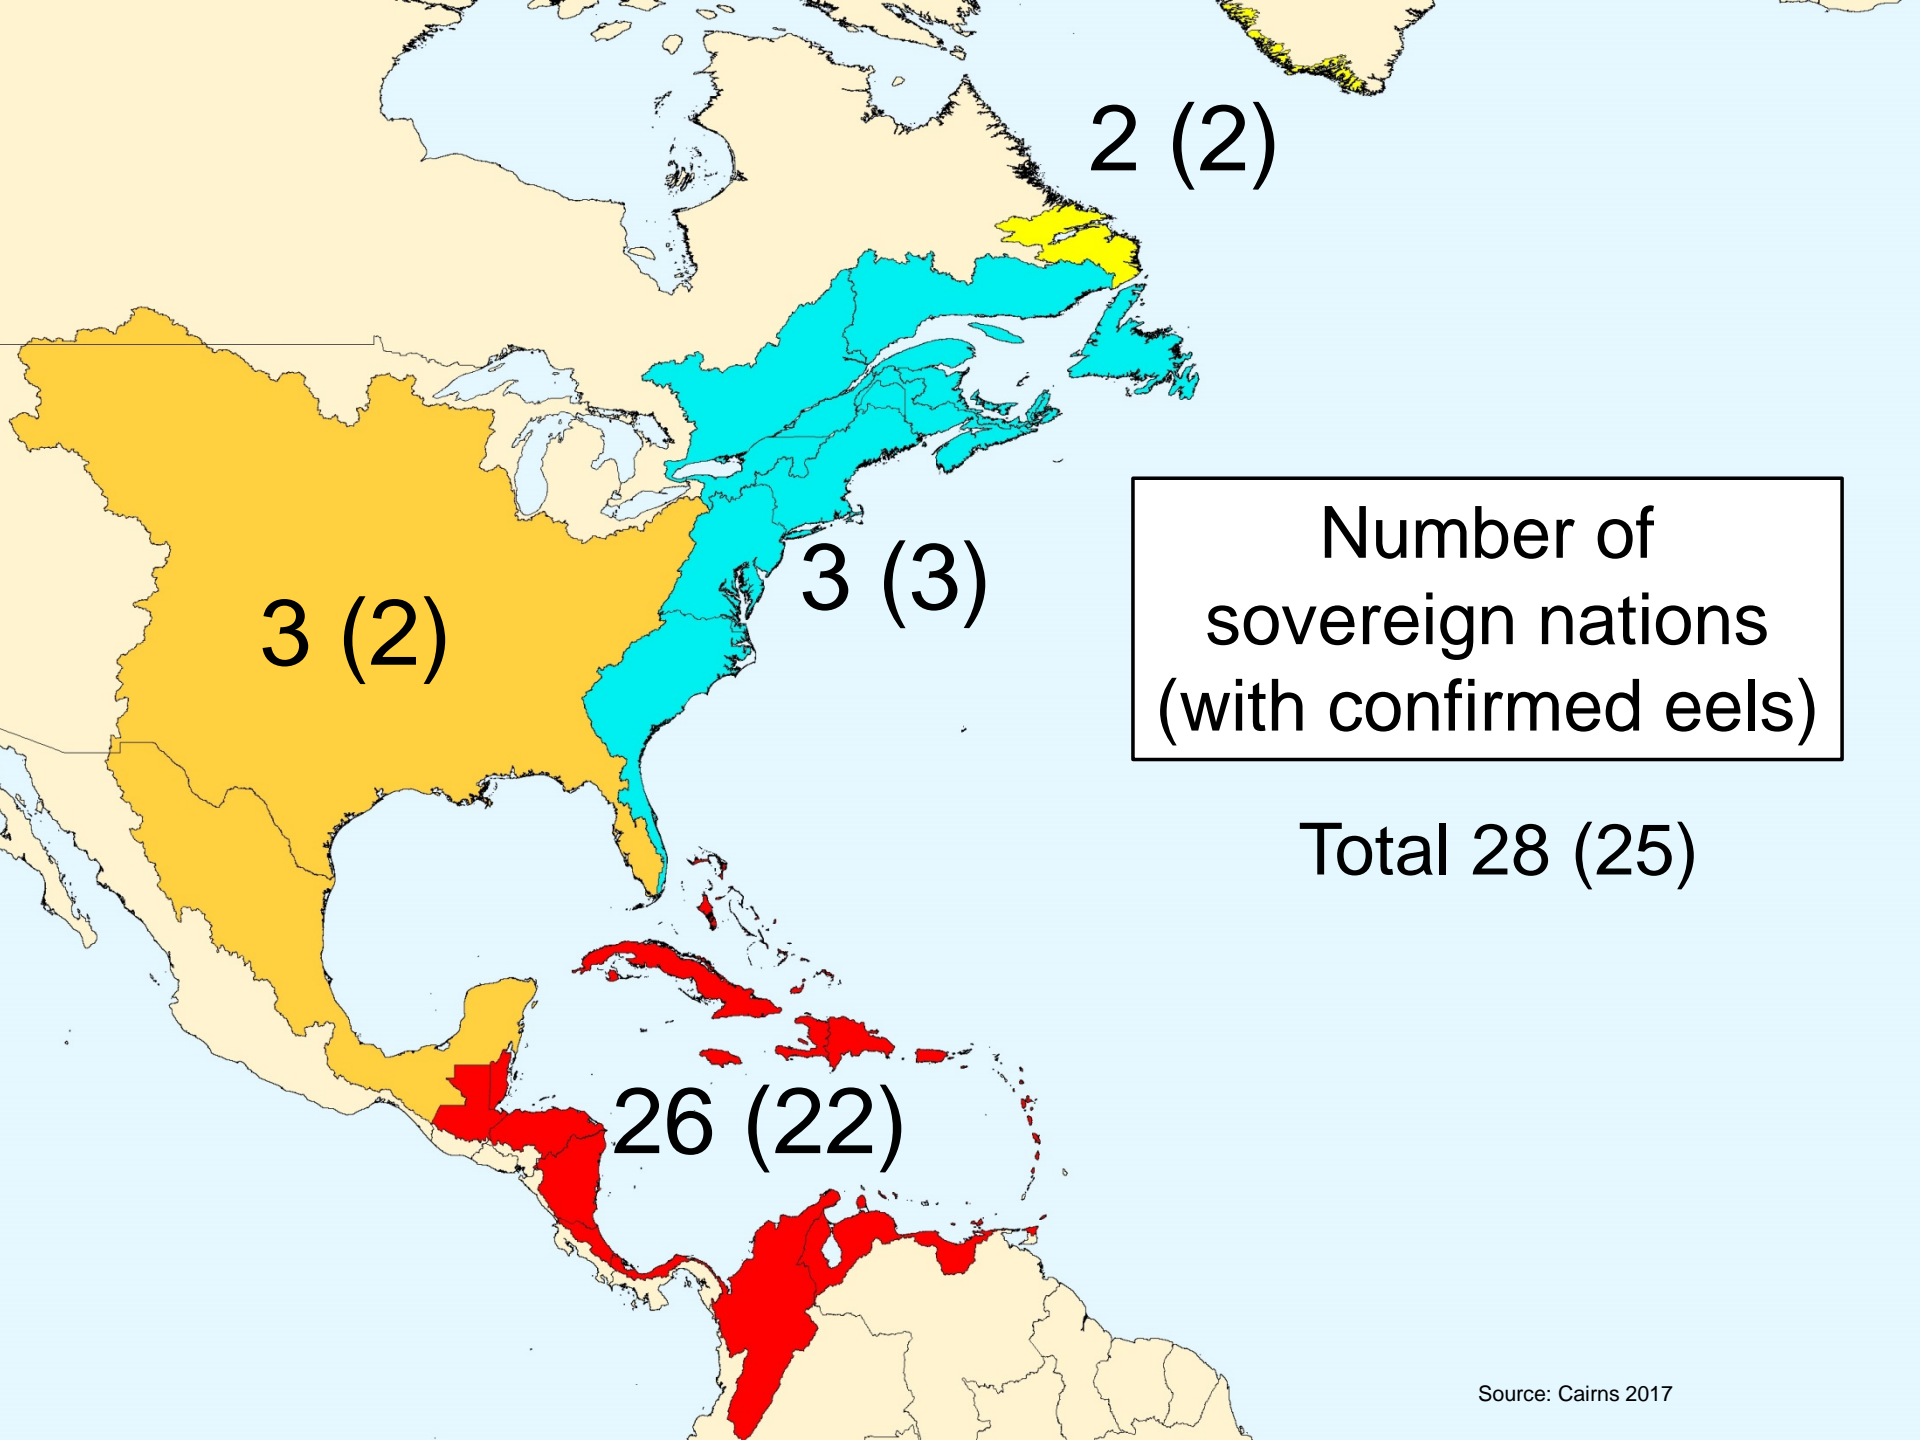 2 (2)
3 (3)
3 (2)
Number of
sovereign nations
(with confirmed eels)
Total 28 (25)
26 (22)
Source: Cairns 2017